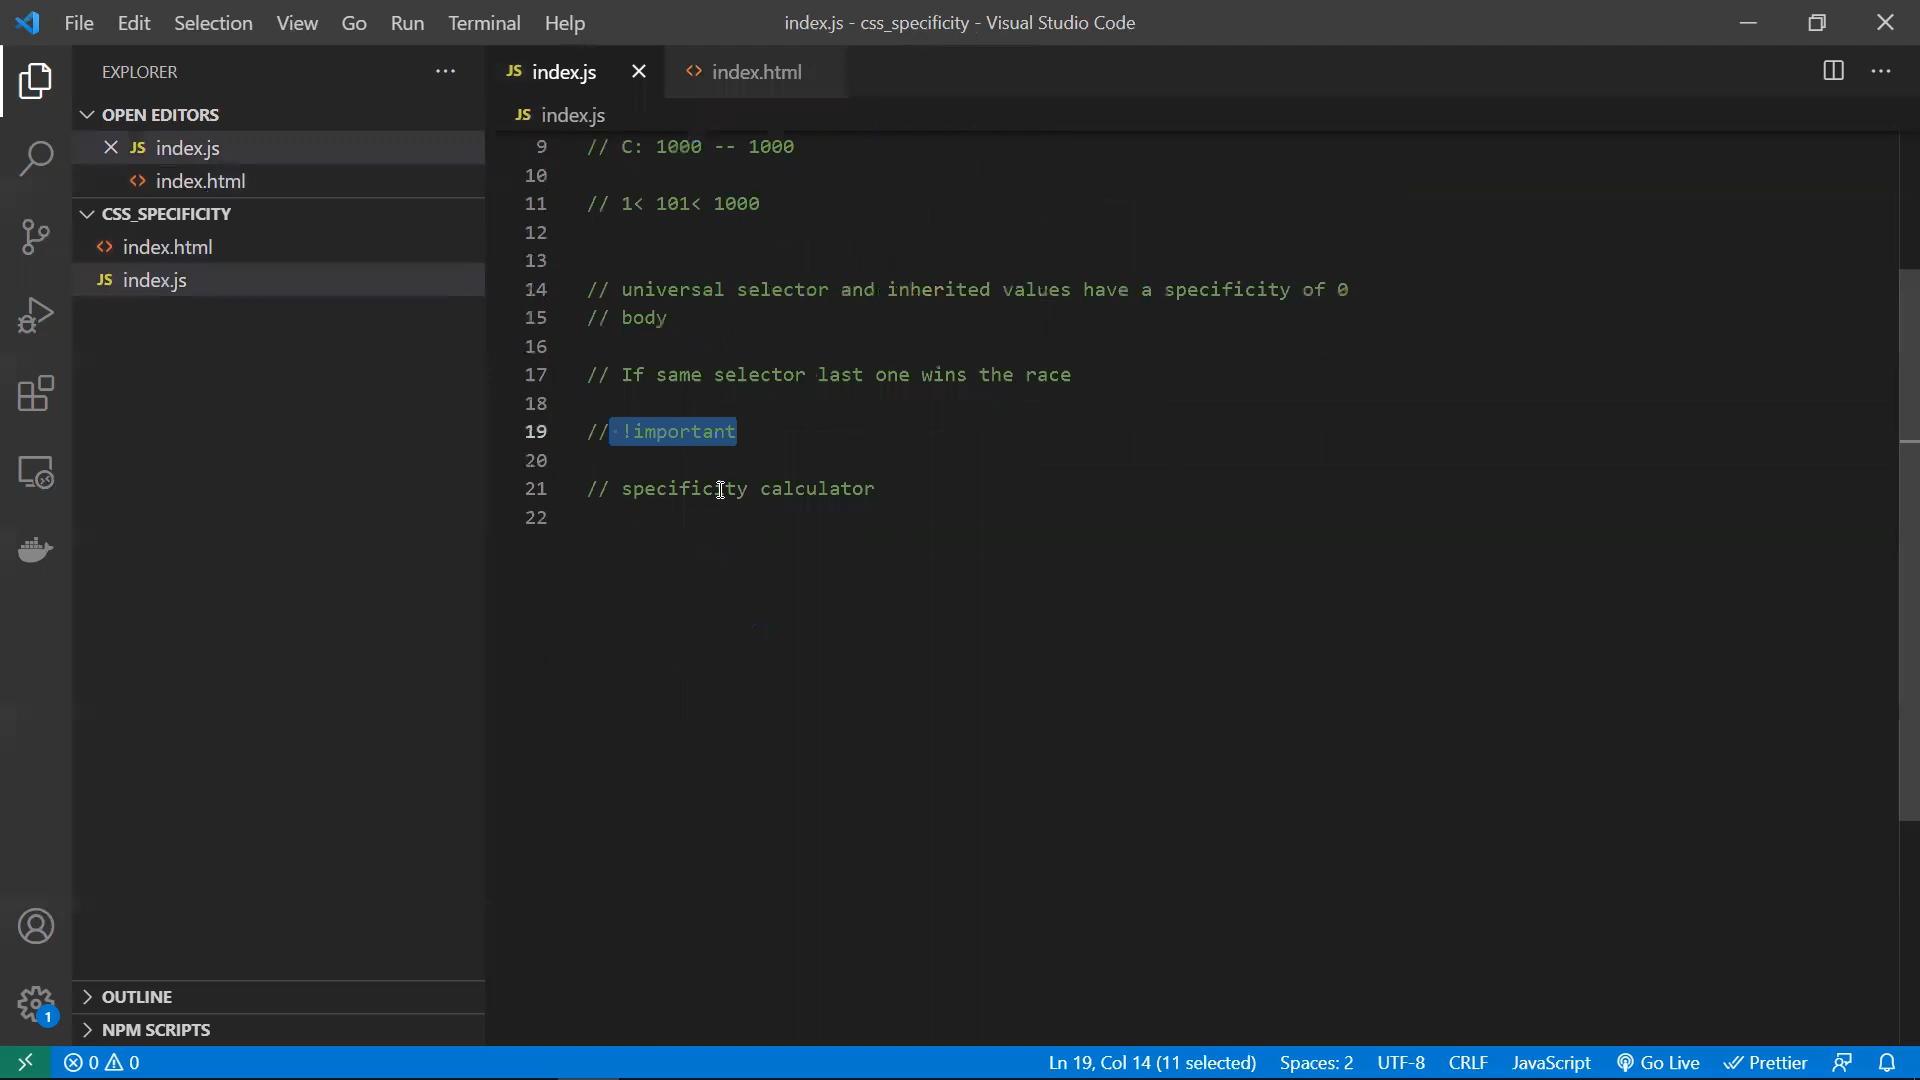 File Edit Selection View Go Run Terminal Help index.js - css_specificity - Visual Studio Code
EXPLORER
OPEN EDITORS
JS index.js
index.html
CSS_SPECIFICITY
index.html
JS index.js
OUTLINE
NPM SCRIPTS
JS index.js index.html
JS index.js
9 // C: 1000 -- 1000
10
11 // 1< 101< 1000
12
13
14 // universal selector and inherited values have a specificity of 0
15 // body
16
17 // If same selector last one wins the race
18
19 // !important
20
21 // specificity calculator
22
1
0 0 Ln 19, Col 14 (11 selected) Spaces: 2 UTF-8 CRLF JavaScript Go Live Prettier